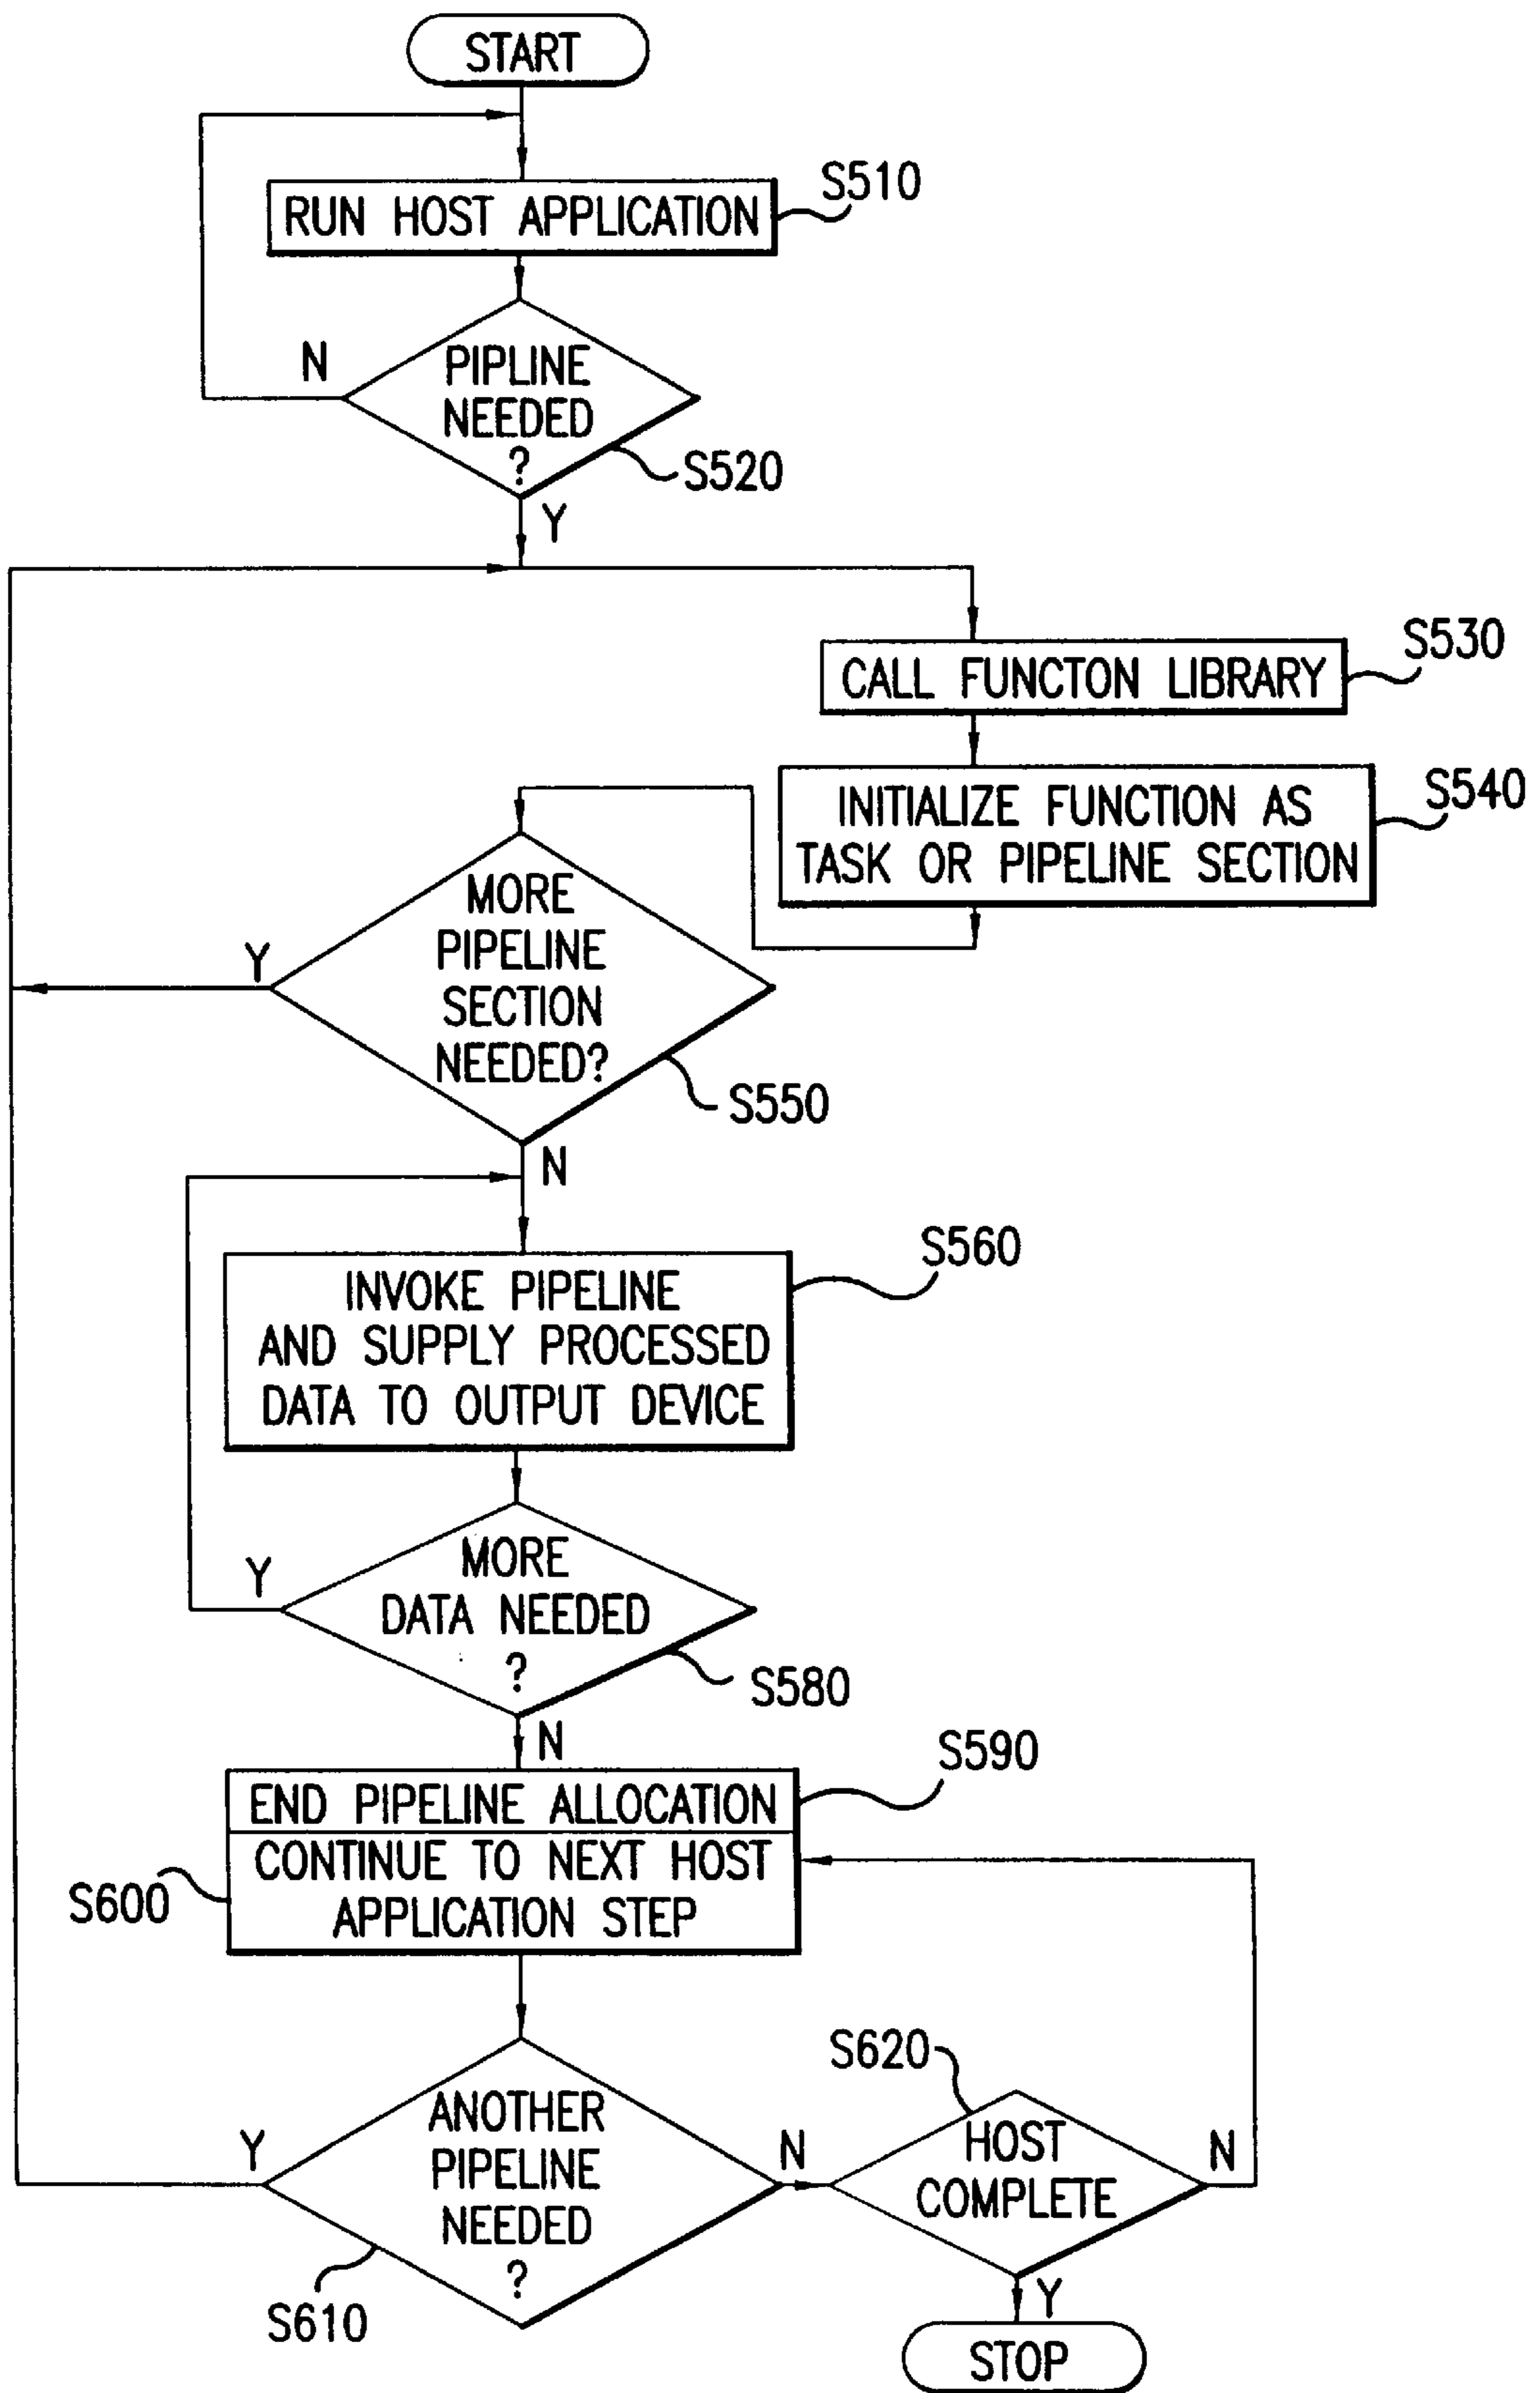 START
RUN HOST APPLICATION
S510
N
PIPLINE
NEEDED
?
S520
Y
CALL FUNCTON LIBRARY
S530
INITIALIZE FUNCTION AS
TASK OR PIPELINE SECTION
S540
MORE
PIPELINE
SECTION
NEEDED?
Y
S550
N
INVOKE PIPELINE
AND SUPPLY PROCESSED
DATA TO OUTPUT DEVICE
S560
MORE
DATA NEEDED
?
Y
S580
N
END PIPELINE ALLOCATION
S590
CONTINUE TO NEXT HOST
APPLICATION STEP
S600
ANOTHER
PIPELINE
NEEDED
?
Y
N
S610
S620
HOST
COMPLETE
N
Y
STOP